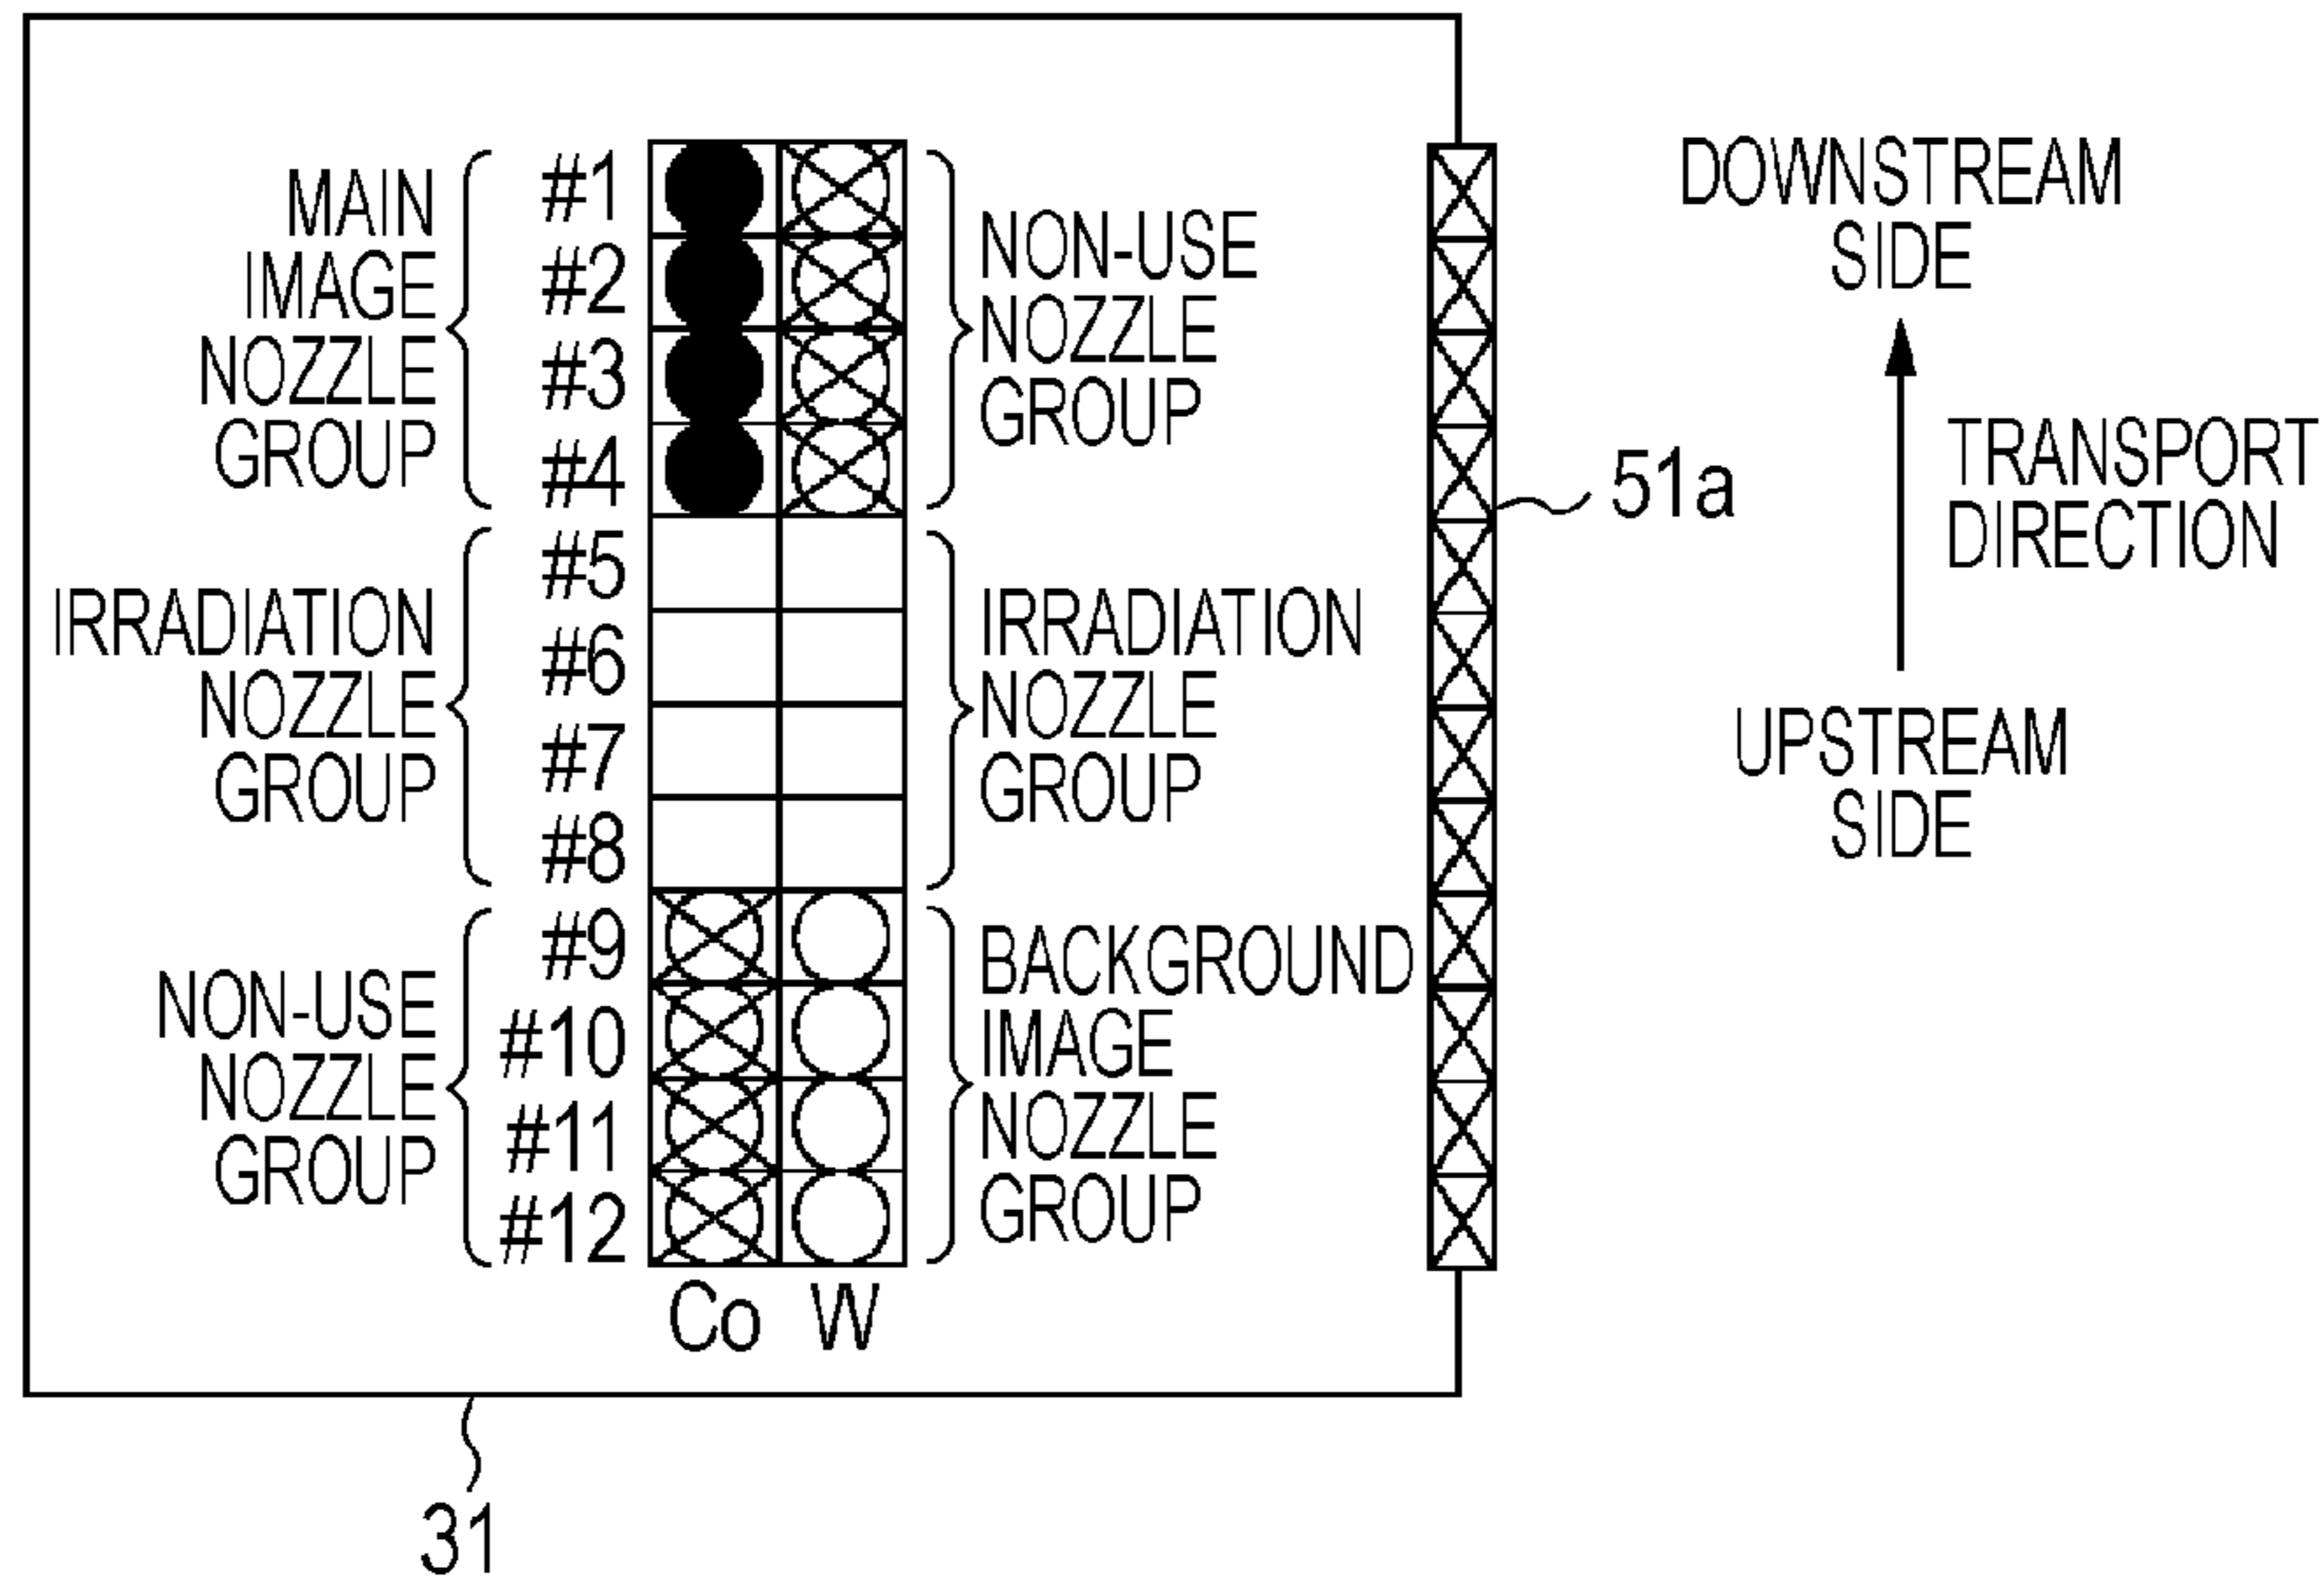 MAIN
IMAGE
NOZZLE
GROUP
#1
#2
#3
#4
NON-USE
NOZZLE
GROUP
IRRADIATION
NOZZLE
GROUP
#5
#6
#7
#8
IRRADIATION
NOZZLE
GROUP
NON-USE
NOZZLE
GROUP
#9
#10
#11
#12
BACKGROUND
IMAGE
NOZZLE
GROUP
Co W
31
51a
DOWNSTREAM
SIDE
TRANSPORT
DIRECTION
UPSTREAM
SIDE